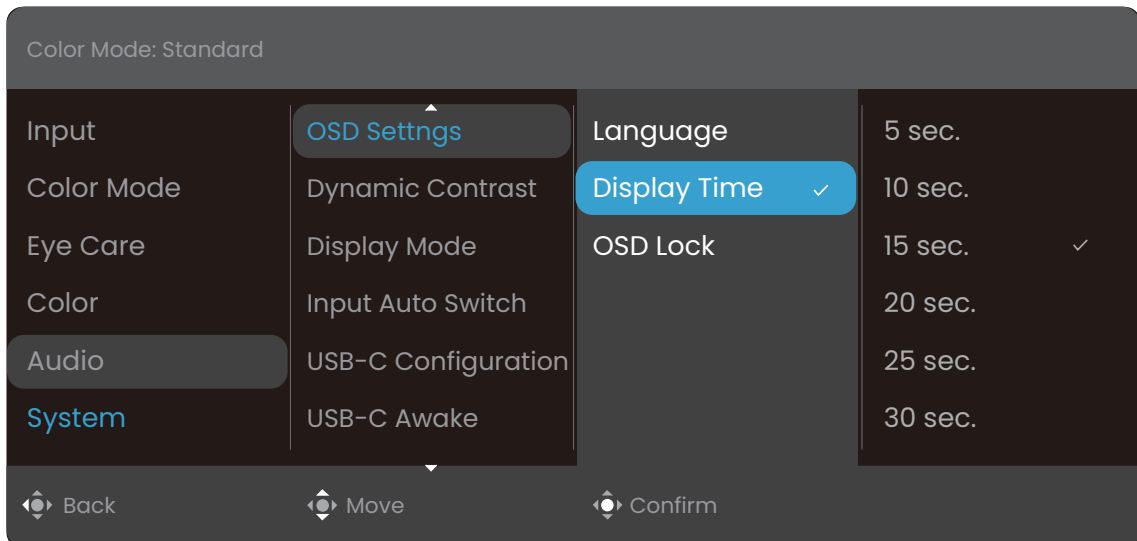 Color Mode: Standard
Input
Color Mode
Eye Care
Color
Audio
System
OSD Settngs
Dynamic Contrast
Display Mode
Input Auto Switch
USB-C Configuration
USB-C Awake
Language
Display Time
OSD Lock
5 sec.
10 sec.
15 sec.
20 sec.
25 sec.
30 sec.
Back
Move
Confirm